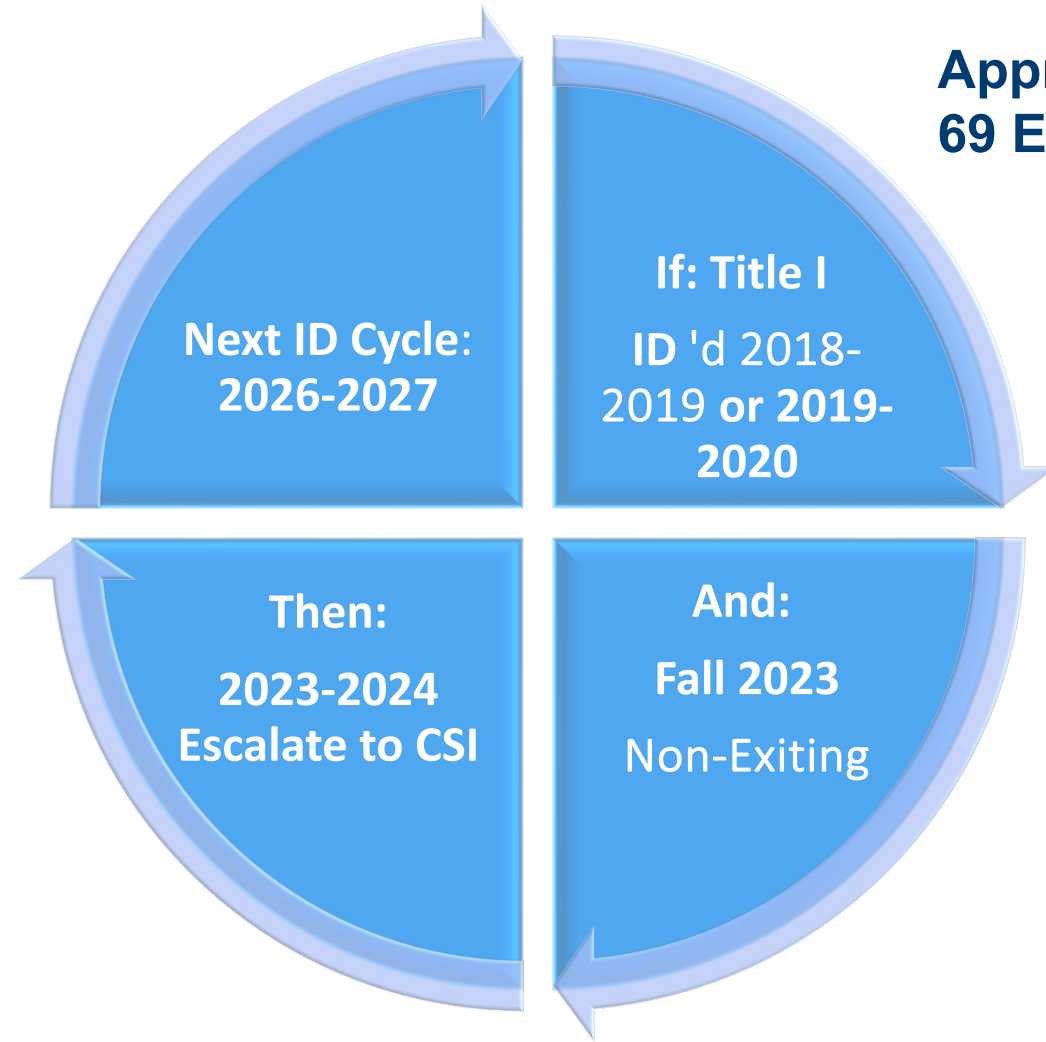 69
If: Title I
ID 'd 2018-
2019 or 2019-
2020
And:
Fall 2023
Non-Exiting
Then:
2023-2024
Escalate to CSI
Next ID Cycle:
2026-2027